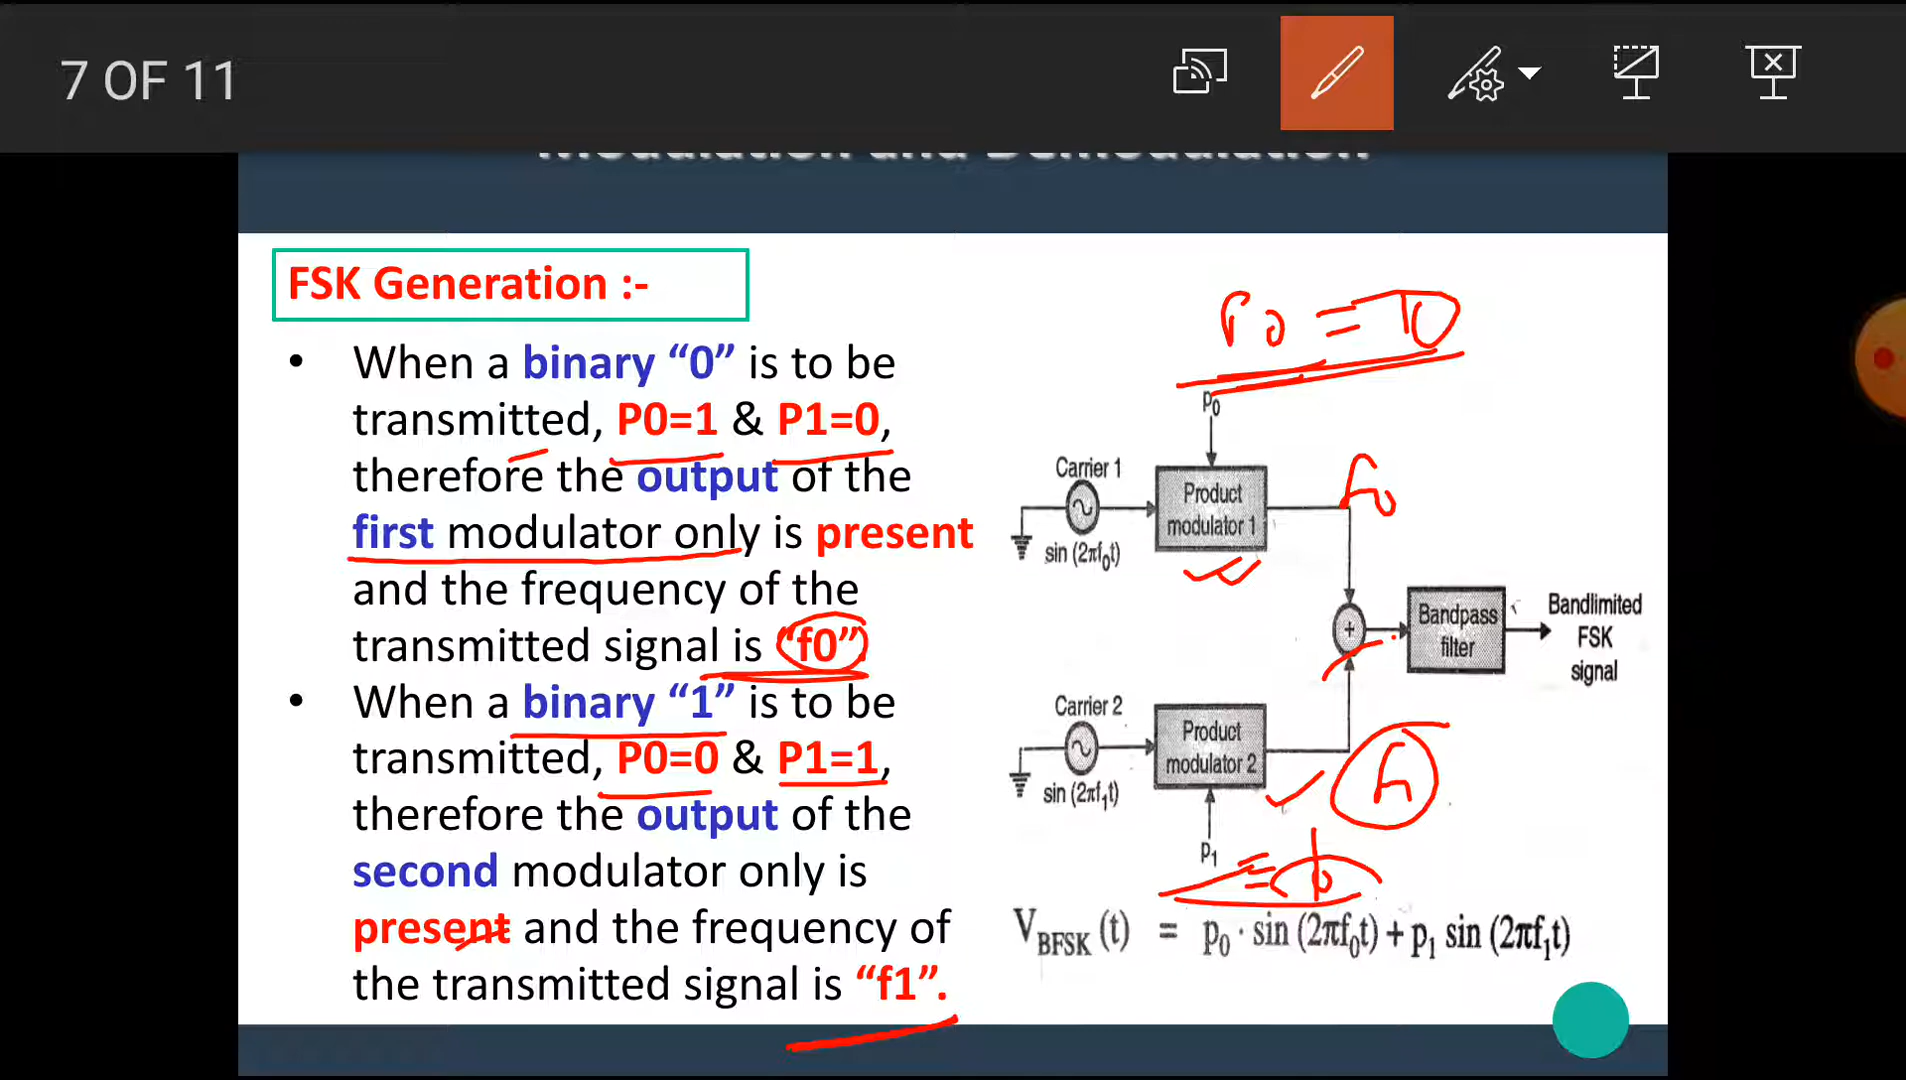 7 OF 11
Modulation and Demodulation
FSK Generation :-
• When a binary “0” is to be
transmitted, P0=1 & P1=0,
therefore the output of the
first modulator only is present
and the frequency of the
transmitted signal is “f0”.
• When a binary “1” is to be
transmitted, P0=0 & P1=1,
therefore the output of the
second modulator only is
present and the frequency of
the transmitted signal is “f1”.
P0 =
p0
Carrier 1
Product
modulator 1
sin (2πf0t)
f0
+
Bandpass
filter
Bandlimited
FSK
signal
Carrier 2
Product
modulator 2
sin (2πf1t)
f1
p1
=
VBFSK (t) = p0 · sin (2πf0t) + p1 sin (2πf1t)